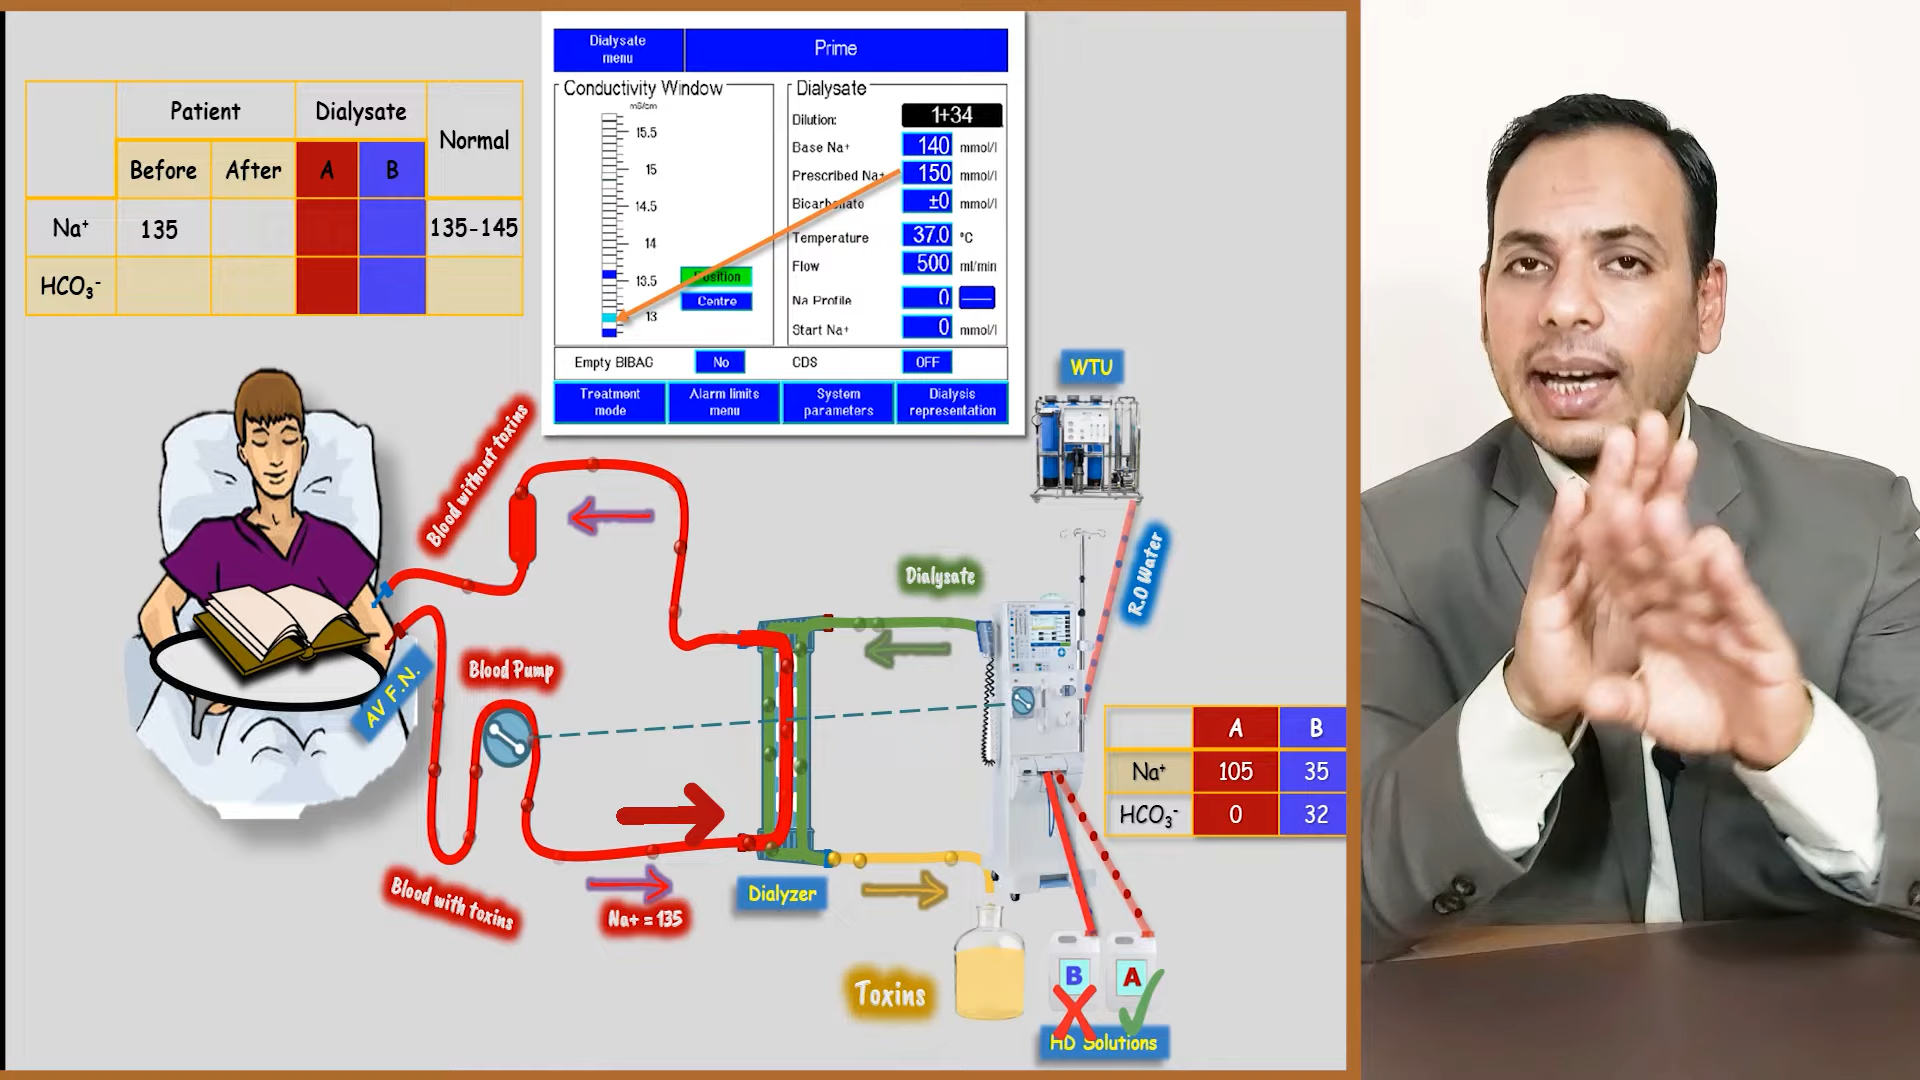 Patient
Dialysate
Normal
Before
After
A
B
Na+
135
135-145
HCO3-
Dialysate
menu
Prime
Conductivity Window
mS/cm
15.5
15
14.5
14
13.5
13
Position
Centre
Dialysate
Dilution: 1+34
Base Na+ 140 mmol/l
Prescribed Na+ 150 mmol/l
Bicarbonate ±0 mmol/l
Temperature 37.0 °C
Flow 500 ml/min
Na Profile 0
Start Na+ 0 mmol/l
Empty BIBAG No
CDS OFF
Treatment
mode
Alarm limits
menu
System
parameters
Dialysis
representation
WTU
Blood without toxins
R.O Water
Dialysate
Blood Pump
AV F.N.
A B
Na+ 105 35
HCO3- 0 32
Blood with toxins
Na+ = 135
Dialyzer
Toxins
B
A
HD Solutions